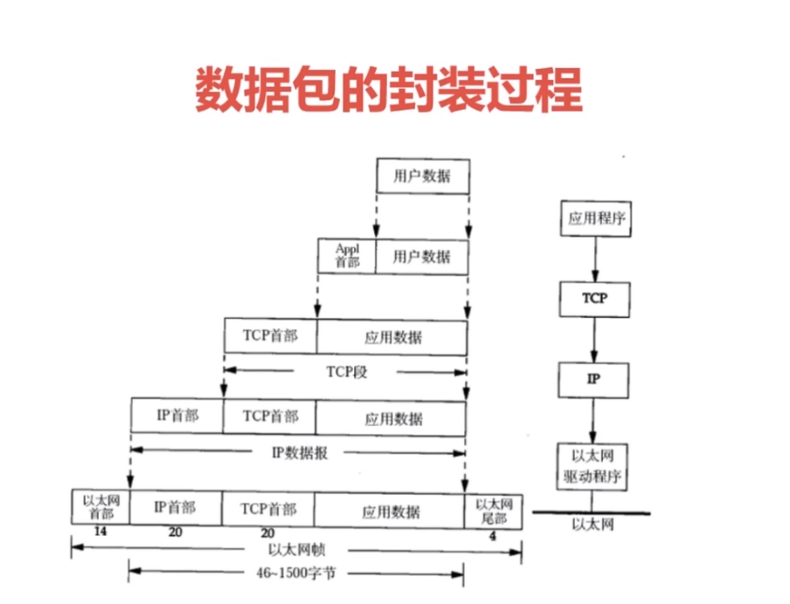 数据包的封装过程
用户数据
Appl
首部
用户数据
TCP首部
应用数据
TCP段
IP首部
TCP首部
应用数据
IP数据报
以太网
首部
IP首部
TCP首部
应用数据
以太网
尾部
14
20
20
4
以太网帧
46~1500字节
应用程序
TCP
IP
以太网
驱动程序
以太网